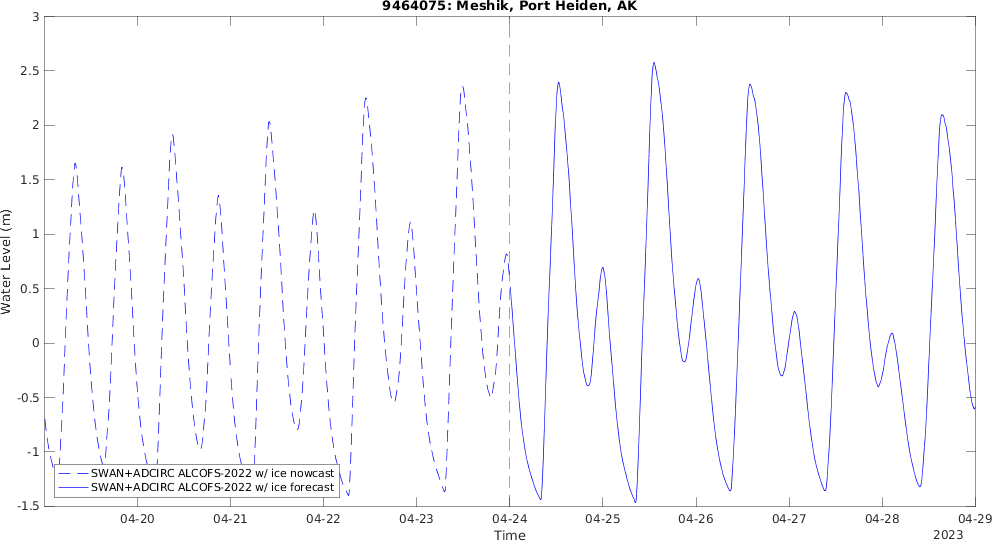 9464075: Meshik, Port Heiden, AK
3
2.5
2
1.5
1
0.5
0
-0.5
-1
-1.5
Water Level (m)
SWAN+ADCIRC ALCOFS-2022 w/ ice nowcast
SWAN+ADCIRC ALCOFS-2022 w/ ice forecast
04-20 04-21 04-22 04-23 04-24 04-25 04-26 04-27 04-28 04-29
Time
2023